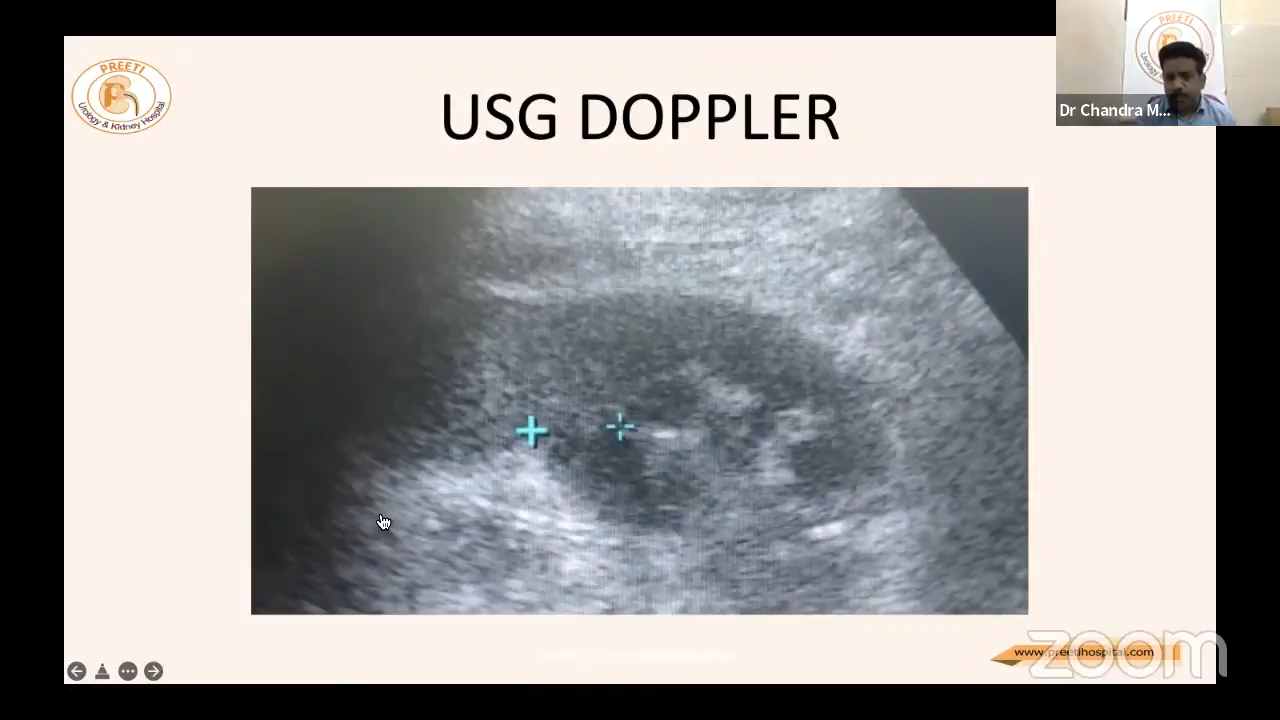 PREETI
Urology & Kidney Hospital
USG DOPPLER
Dr Chandra M...
www.preetihospital.com
zoom